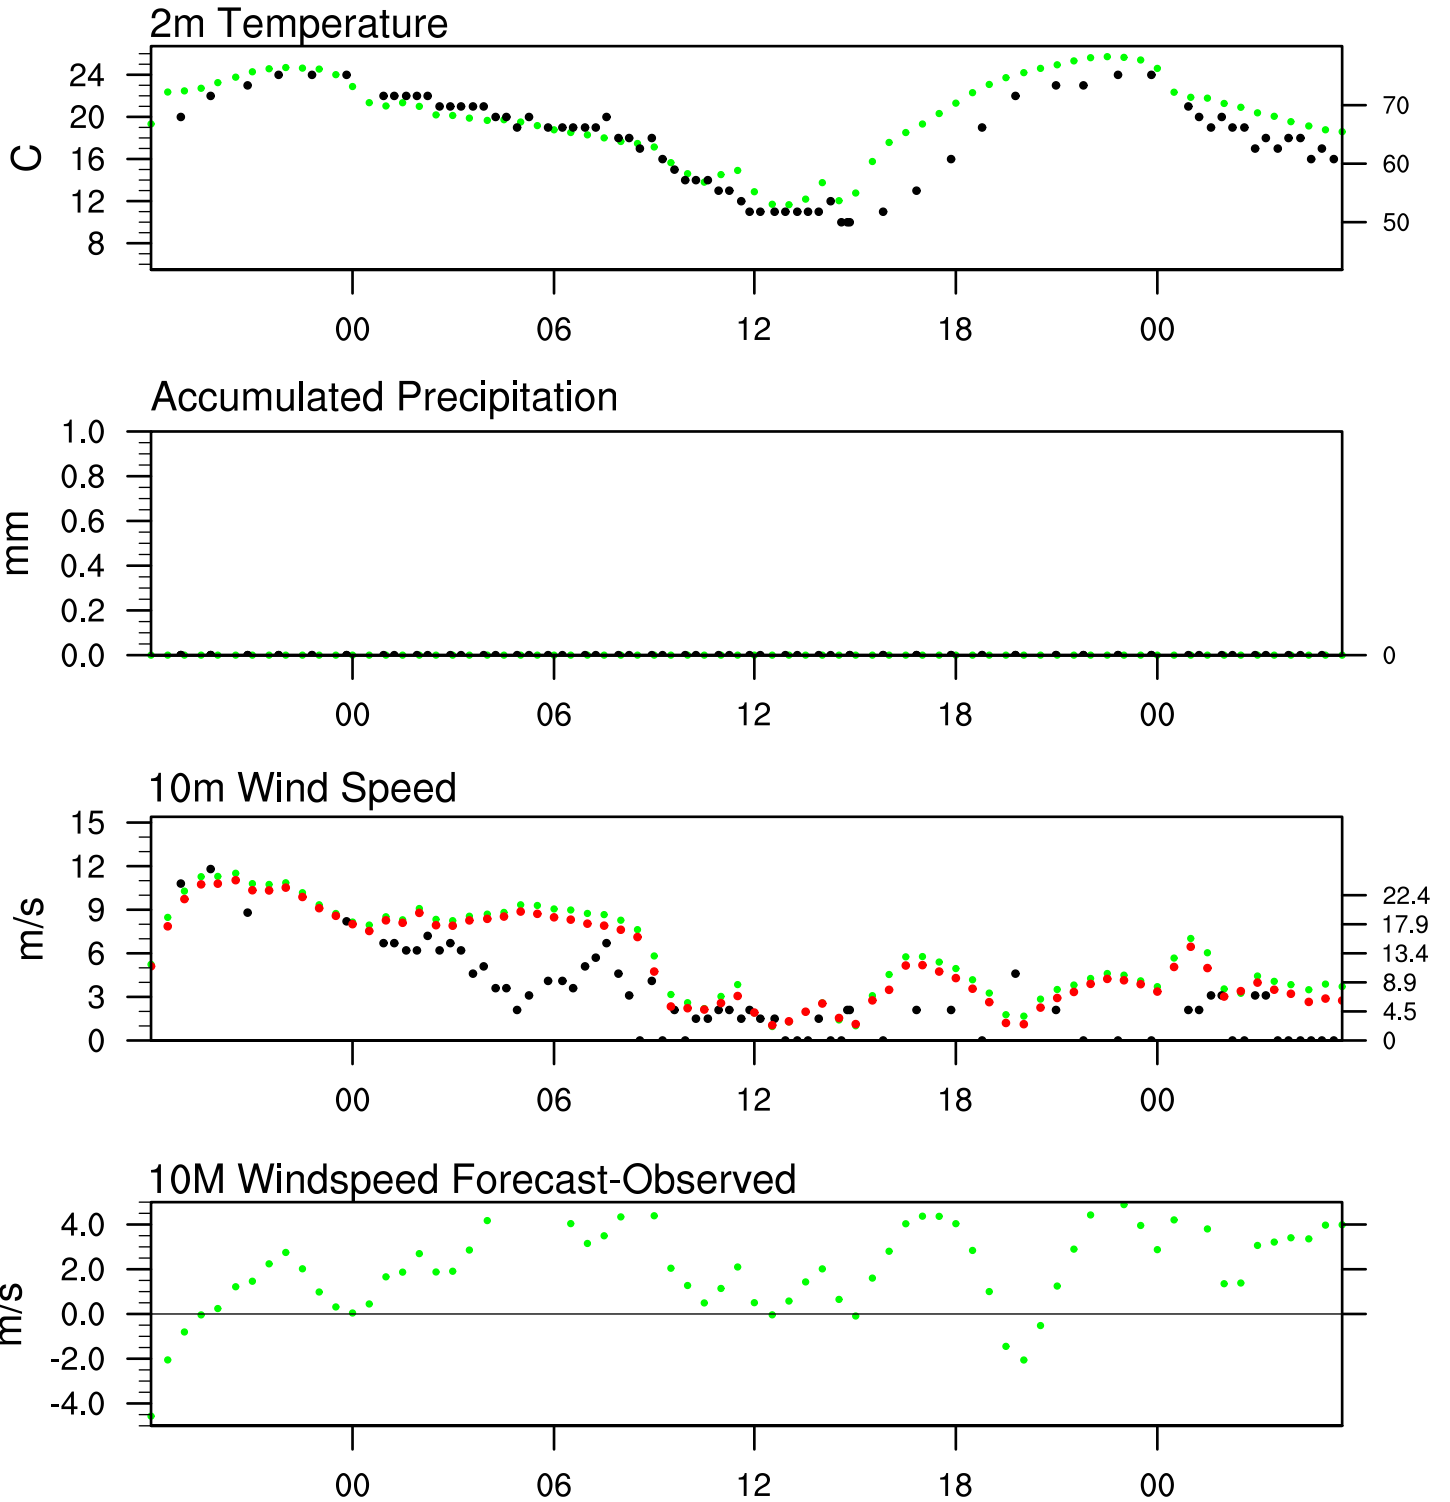 2m Temperature
C
24
20
16
12
8
70
60
50
00 06 12 18 00
Accumulated Precipitation
mm
1.0
0.8
0.6
0.4
0.2
0.0
0
00 06 12 18 00
10m Wind Speed
m/s
15
12
9
6
3
0
22.4
17.9
13.4
8.9
4.5
0
00 06 12 18 00
10M Windspeed Forecast-Observed
m/s
4.0
2.0
0.0
-2.0
-4.0
00 06 12 18 00